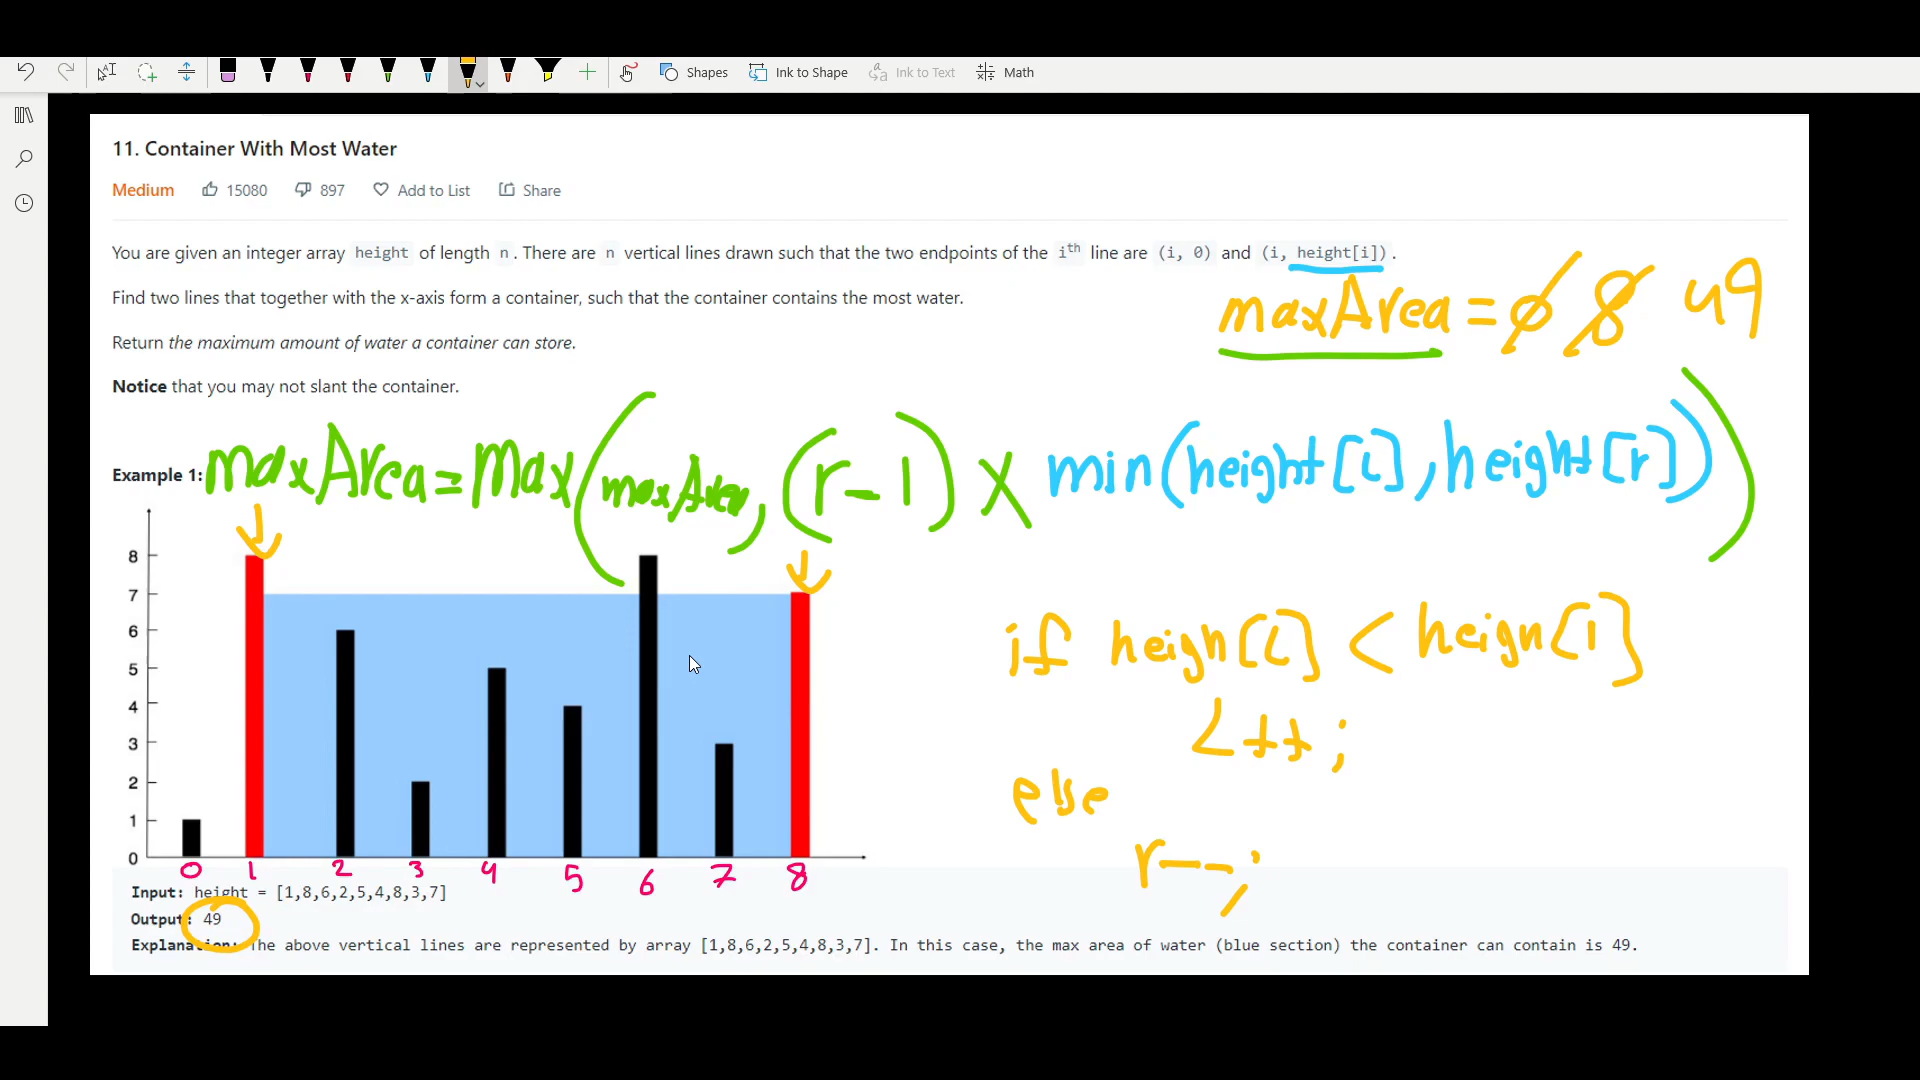 Shapes Ink to Shape Ink to Text Math
11. Container With Most Water
Medium 15080 897 Add to List Share
You are given an integer array height of length n. There are n vertical lines drawn such that the two endpoints of the ith line are (i, 0) and (i, height[i]).
Find two lines that together with the x-axis form a container, such that the container contains the most water.
maxArea = 0 8 49
Return the maximum amount of water a container can store.
Notice that you may not slant the container.
Example 1: maxArea = Max(maxArea, (r-l) X min(height[L], height[r]))
8
7
6
5
4
3
2
1
0
0 1 2 3 4 5 6 7 8
if heigh[L] < heighn[1]
L++;
else
r--;
Input: height = [1,8,6,2,5,4,8,3,7]
Output: 49
Explanation: The above vertical lines are represented by array [1,8,6,2,5,4,8,3,7]. In this case, the max area of water (blue section) the container can contain is 49.